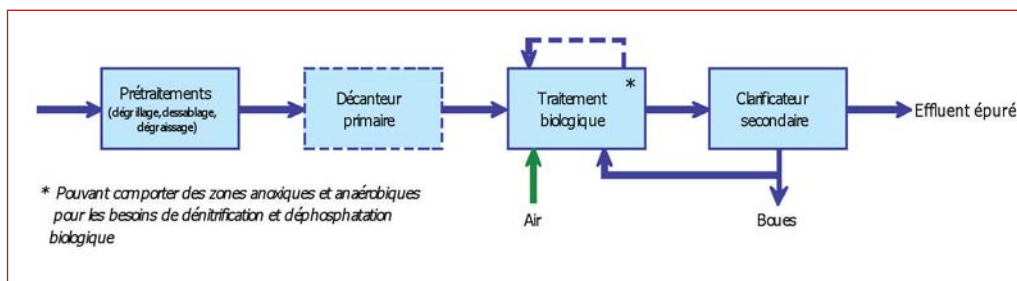 Prétraitements
(dégrillage, dessablage,
dégraissage)
Décanteur
primaire
Traitement
biologique
*
Clarificateur
secondaire
Effluent épuré
* Pouvant comporter des zones anoxiques et anaérobiques
pour les besoins de dénitrification et déphosphatation
biologique
Air
Boues